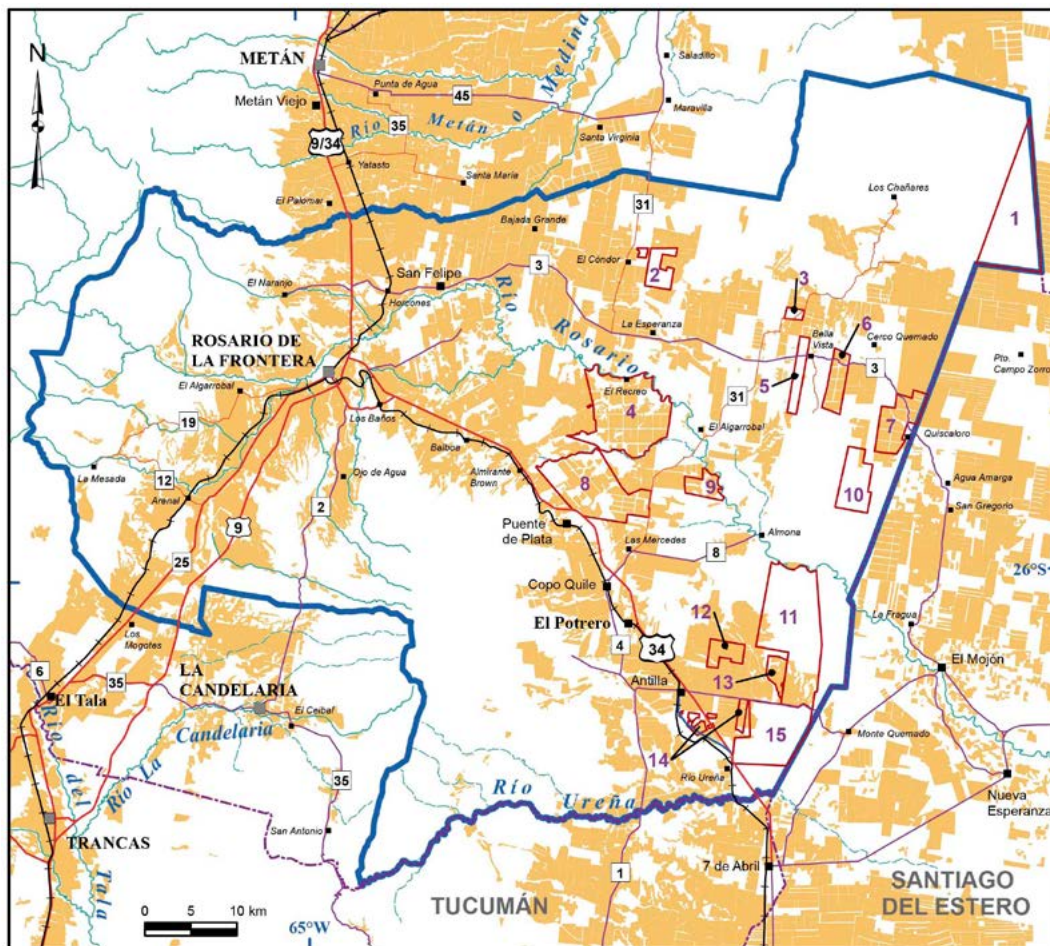 N
METÁN
Metán Viejo
Punta de Agua
45
35
Río Metán o Medina
Saladillo
Maravilla
Santa Virginia
9/34
Yatasto
Santa María
El Palomar
31
Los Chañares
Bajada Grande
1
El Cóndor
2
3
San Felipe
3
El Naranjo
Horcones
Río Rosario
6
La Esperanza
Bella Vista
Cerco Quemado
3
Pto. Campo Zorro
ROSARIO DE
LA FRONTERA
5
El Recreo
4
31
El Algarrobal
Los Baños
19
El Algarrobal
7
Quiscaloro
Balboa
La Mesada
12
Arenal
Ojo de Agua
Almirante
Brown
8
9
10
Agua Amarga
San Gregorio
2
9
Puente
de Plata
Las Mercedes
8
Almona
25
26°S
Copo Quile
11
Los
Mogotes
El Potrero
12
La Fragua
34
4
El Mojón
6
35
LA
CANDELARIA
El Tala
Antilla
13
El Ceibal
Río La Candelaria
15
Monte Quemado
14
35
Río Ureña
Río Ureña
Nueva
Esperanza
Río del Tala
TRANCAS
San Antonio
7 de Abril
1
0 5 10 km
65°W
TUCUMÁN
SANTIAGO
DEL ESTERO